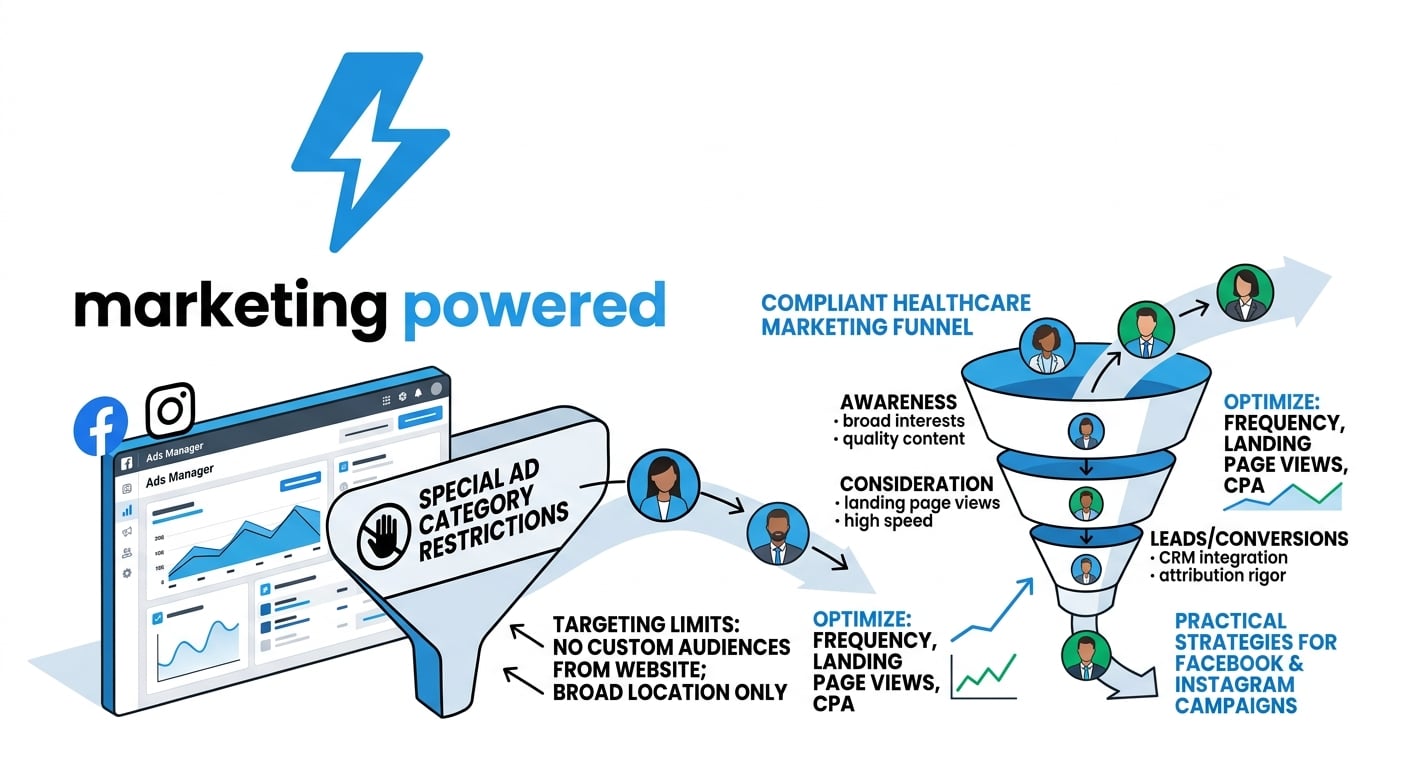 marketing powered
Ads Manager
Ads Manager
SPECIAL AD
CATEGORY
RESTRICTIONS
TARGETING LIMITS:
NO CUSTOM AUDIENCES
FROM WEBSITE;
BROAD LOCATION ONLY
COMPLIANT HEALTHCARE
MARKETING FUNNEL
AWARENESS
· broad interests
· quality content
CONSIDERATION
· landing page views
· high speed
OPTIMIZE:
FREQUENCY,
LANDING
PAGE VIEWS,
CPA
LEADS/CONVERSIONS
· CRM integration
· attribution rigor
OPTIMIZE:
FREQUENCY,
LANDING
PAGE VIEWS,
CPA
PRACTICAL
STRATEGIES FOR
FACEBOOK &
INSTAGRAM
CAMPAIGNS